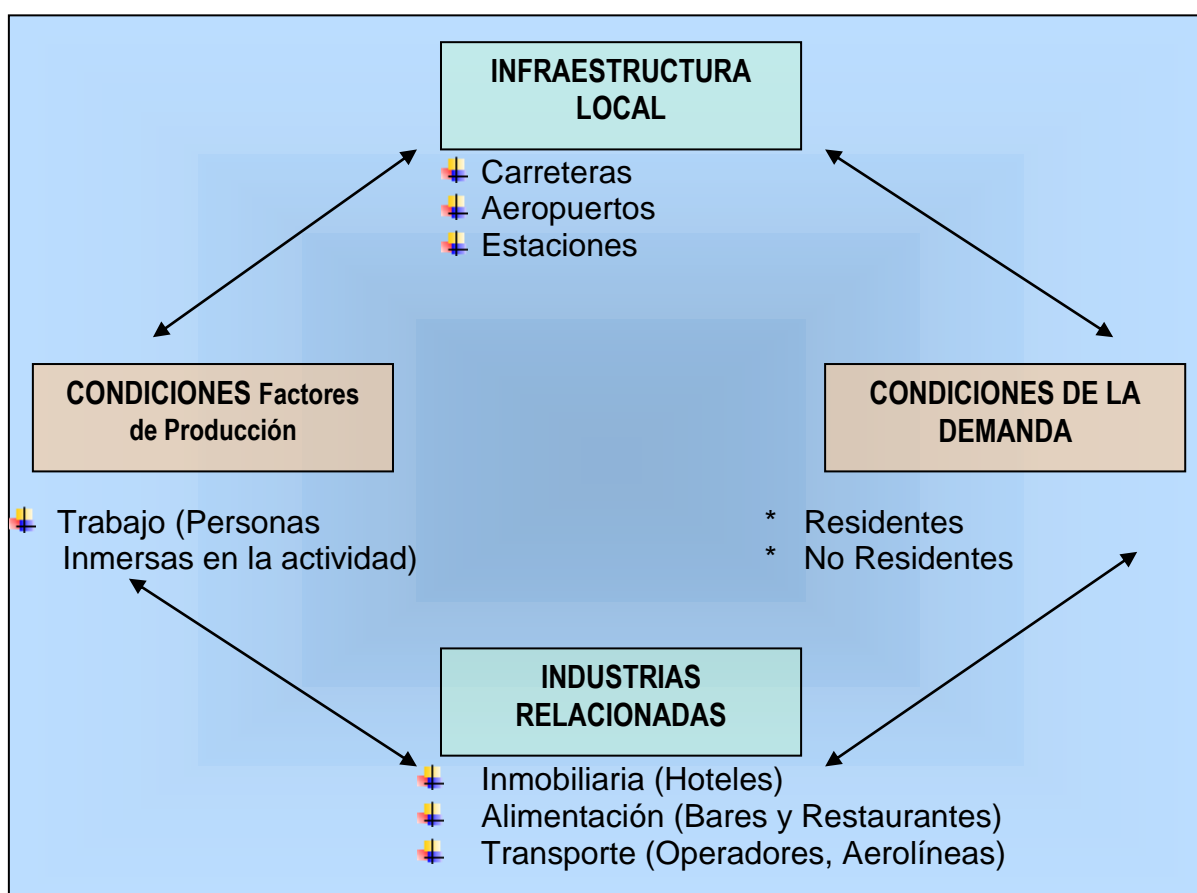 INFRAESTRUCTURA
LOCAL
Carreteras
Aeropuertos
Estaciones
CONDICIONES Factores
de Producción
CONDICIONES DE LA
DEMANDA
Trabajo (Personas
Inmersas en la actividad)
* Residentes
* No Residentes
INDUSTRIAS
RELACIONADAS
Inmobiliaria (Hoteles)
Alimentación (Bares y Restaurantes)
Transporte (Operadores, Aerolíneas)